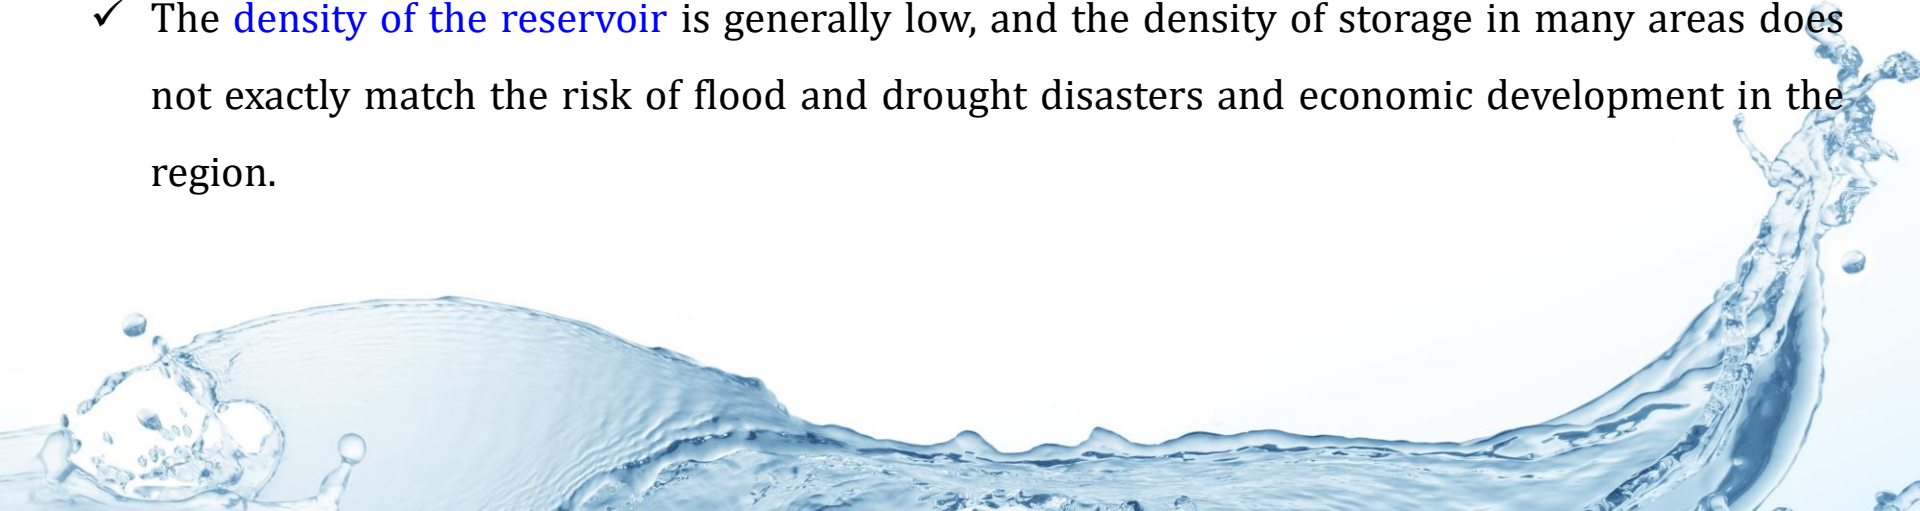 ✓ The density of the reservoir is generally low, and the density of storage in many areas does
not exactly match the risk of flood and drought disasters and economic development in the
region.